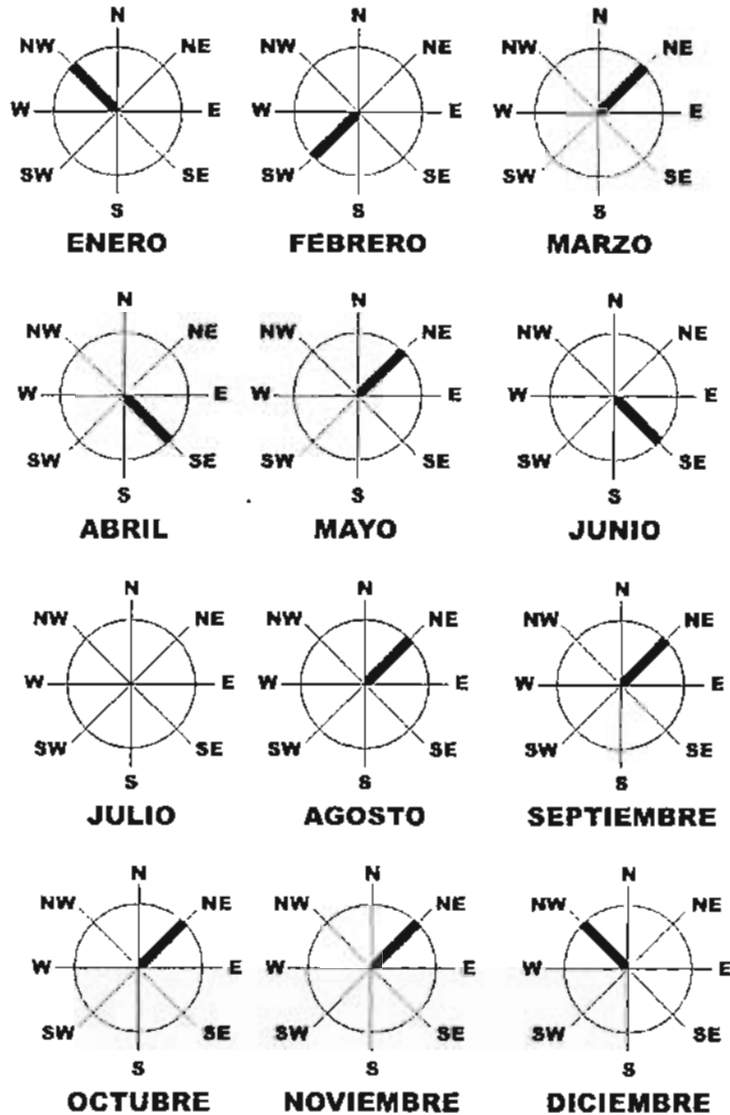 N N N
NW NE NW NE NW NE
W E W E W E
SW SE SW SE SW SE
S S S
ENERO FEBRERO MARZO
N N N
NW NE NW NE NW NE
W E W E W E
SW SE SW SE SW SE
S S S
ABRIL MAYO JUNIO
N N N
NW NE NW NE NW NE
W E W E W E
SW SE SW SE SW SE
S S S
JULIO AGOSTO SEPTIEMBRE
N N N
NW NE NW NE NW NE
W E W E W E
SW SE SW SE SW SE
S S S
OCTUBRE NOVIEMBRE DICIEMBRE